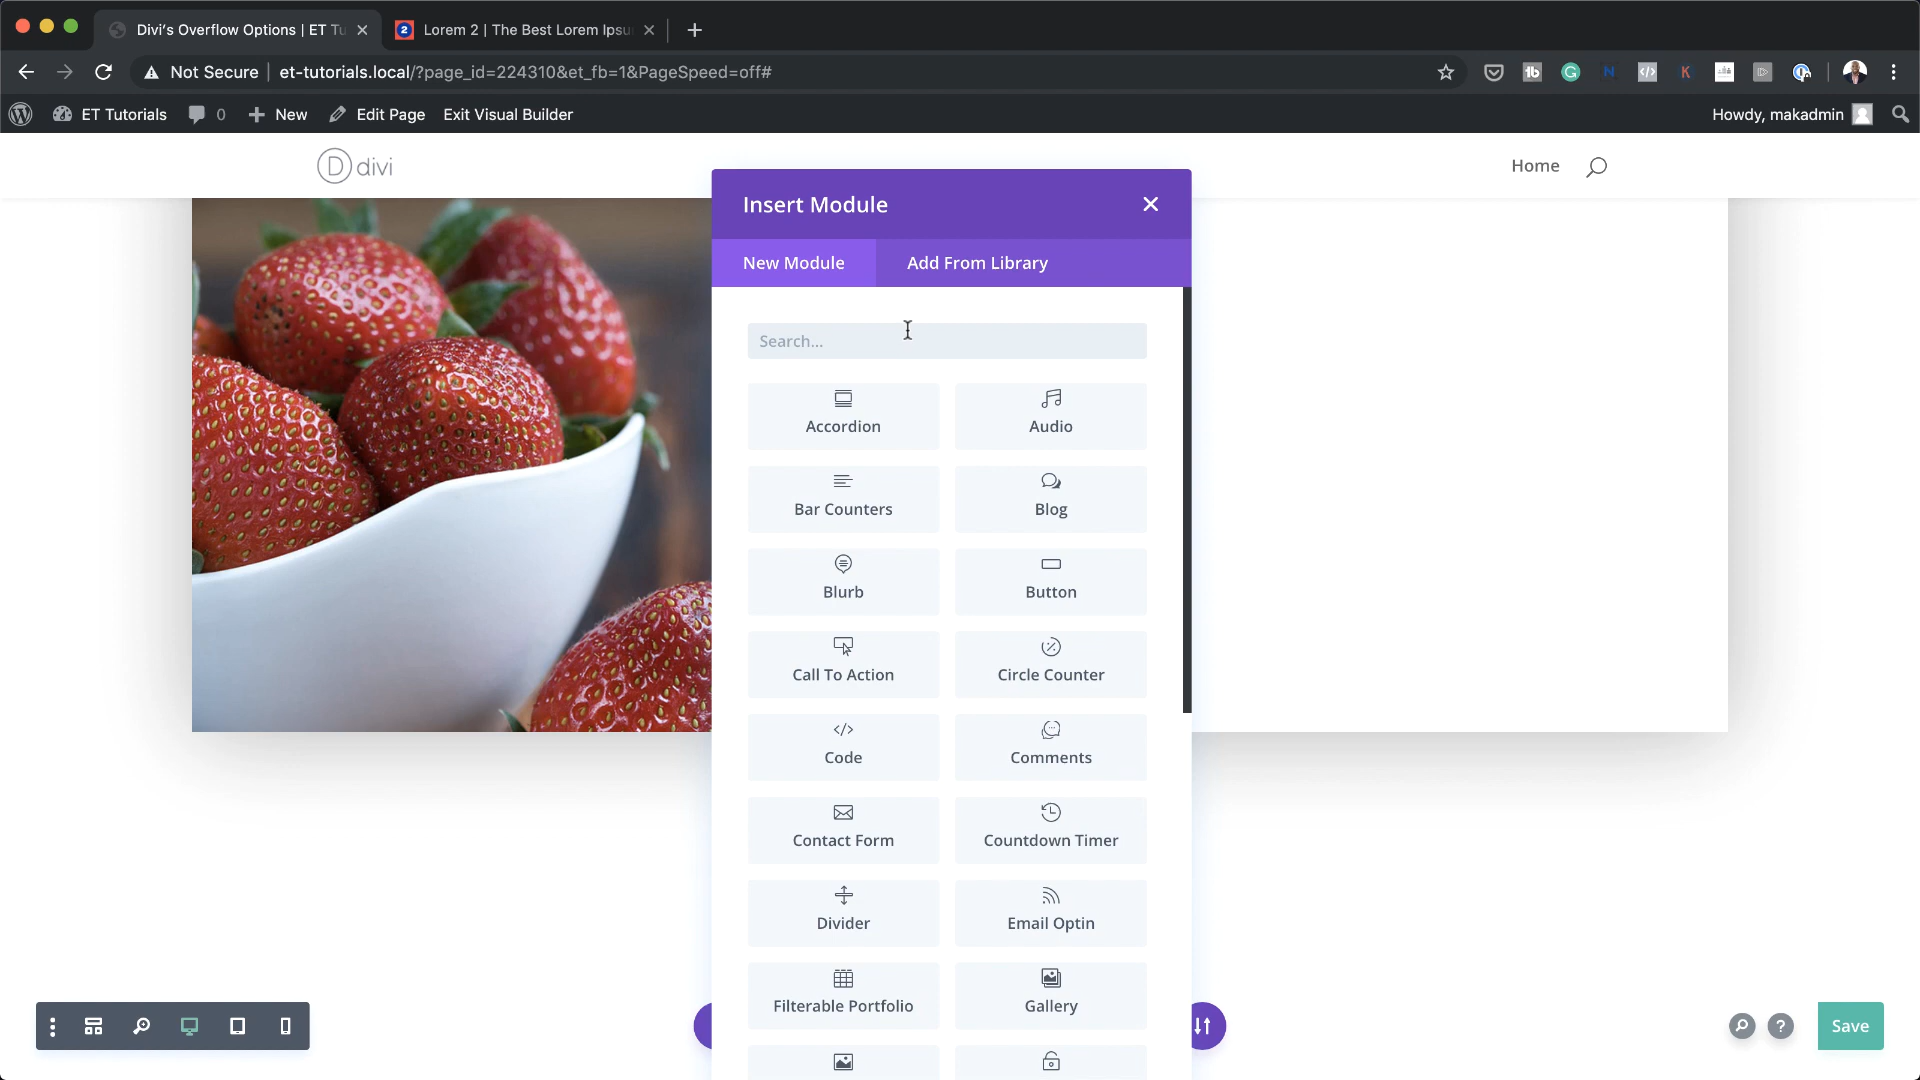 Divi's Overflow Options | ET Tu
Lorem 2 | The Best Lorem Ipsu
Not Secure
et-tutorials.local/?page_id=224310&et_fb=1&PageSpeed=off#
ET Tutorials
0
New
Edit Page
Exit Visual Builder
Howdy, makadmin
divi
Home
Insert Module
New Module
Add From Library
Search...
Accordion
Audio
Bar Counters
Blog
Blurb
Button
Call To Action
Circle Counter
Code
Comments
Contact Form
Countdown Timer
Divider
Email Optin
Filterable Portfolio
Gallery
Save